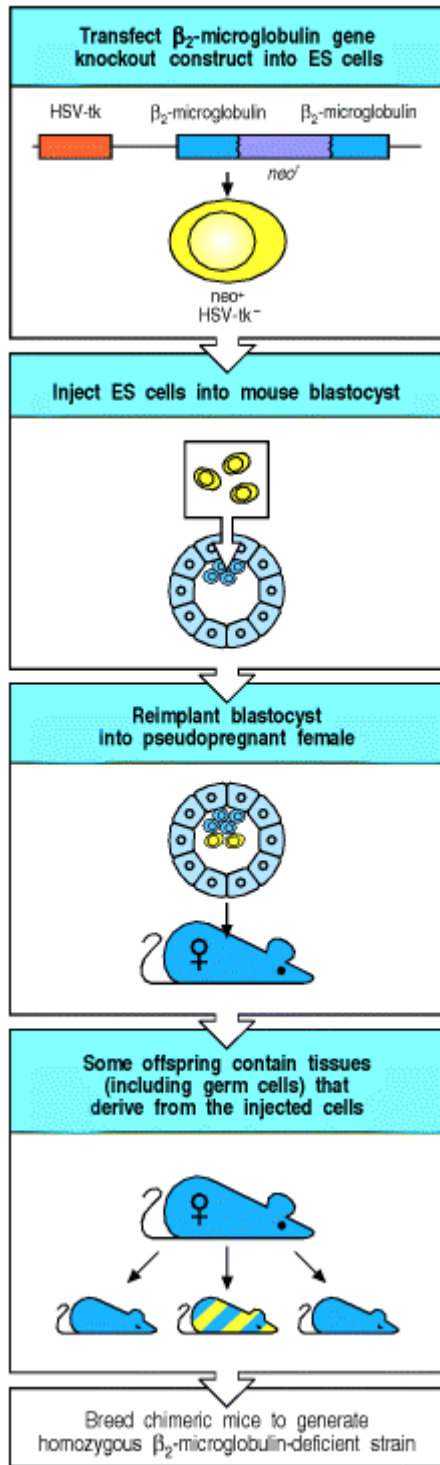 Transfect β₂-microglobulin gene
knockout construct into ES cells
HSV-tk β₂-microglobulin β₂-microglobulin
neoʳ
neo⁺
HSV-tk⁻
Inject ES cells into mouse blastocyst
Reimplant blastocyst
into pseudopregnant female
♀
Some offspring contain tissues
(including germ cells) that
derive from the injected cells
♀
Breed chimeric mice to generate
homozygous β₂-microglobulin-deficient strain